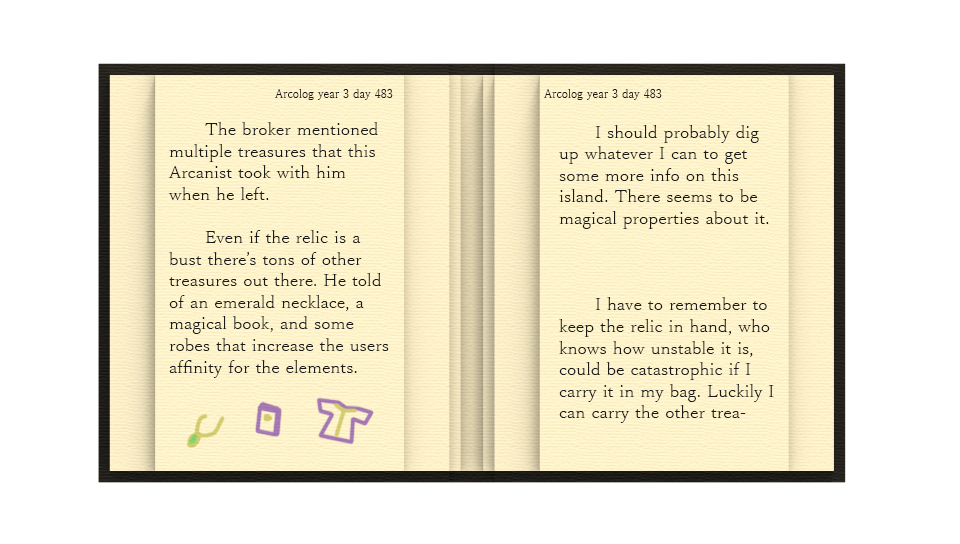 Arcolog year 3 day 483
The broker mentioned
multiple treasures that this
Arcanist took with him
when he left.
Even if the relic is a
bust there's tons of other
treasures out there. He told
of an emerald necklace, a
magical book, and some
robes that increase the users
affinity for the elements.
Arcolog year 3 day 483
I should probably dig
up whatever I can to get
some more info on this
island. There seems to be
magical properties about it.
I have to remember to
keep the relic in hand, who
knows how unstable it is,
could be catastrophic if I
carry it in my bag. Luckily I
can carry the other trea-